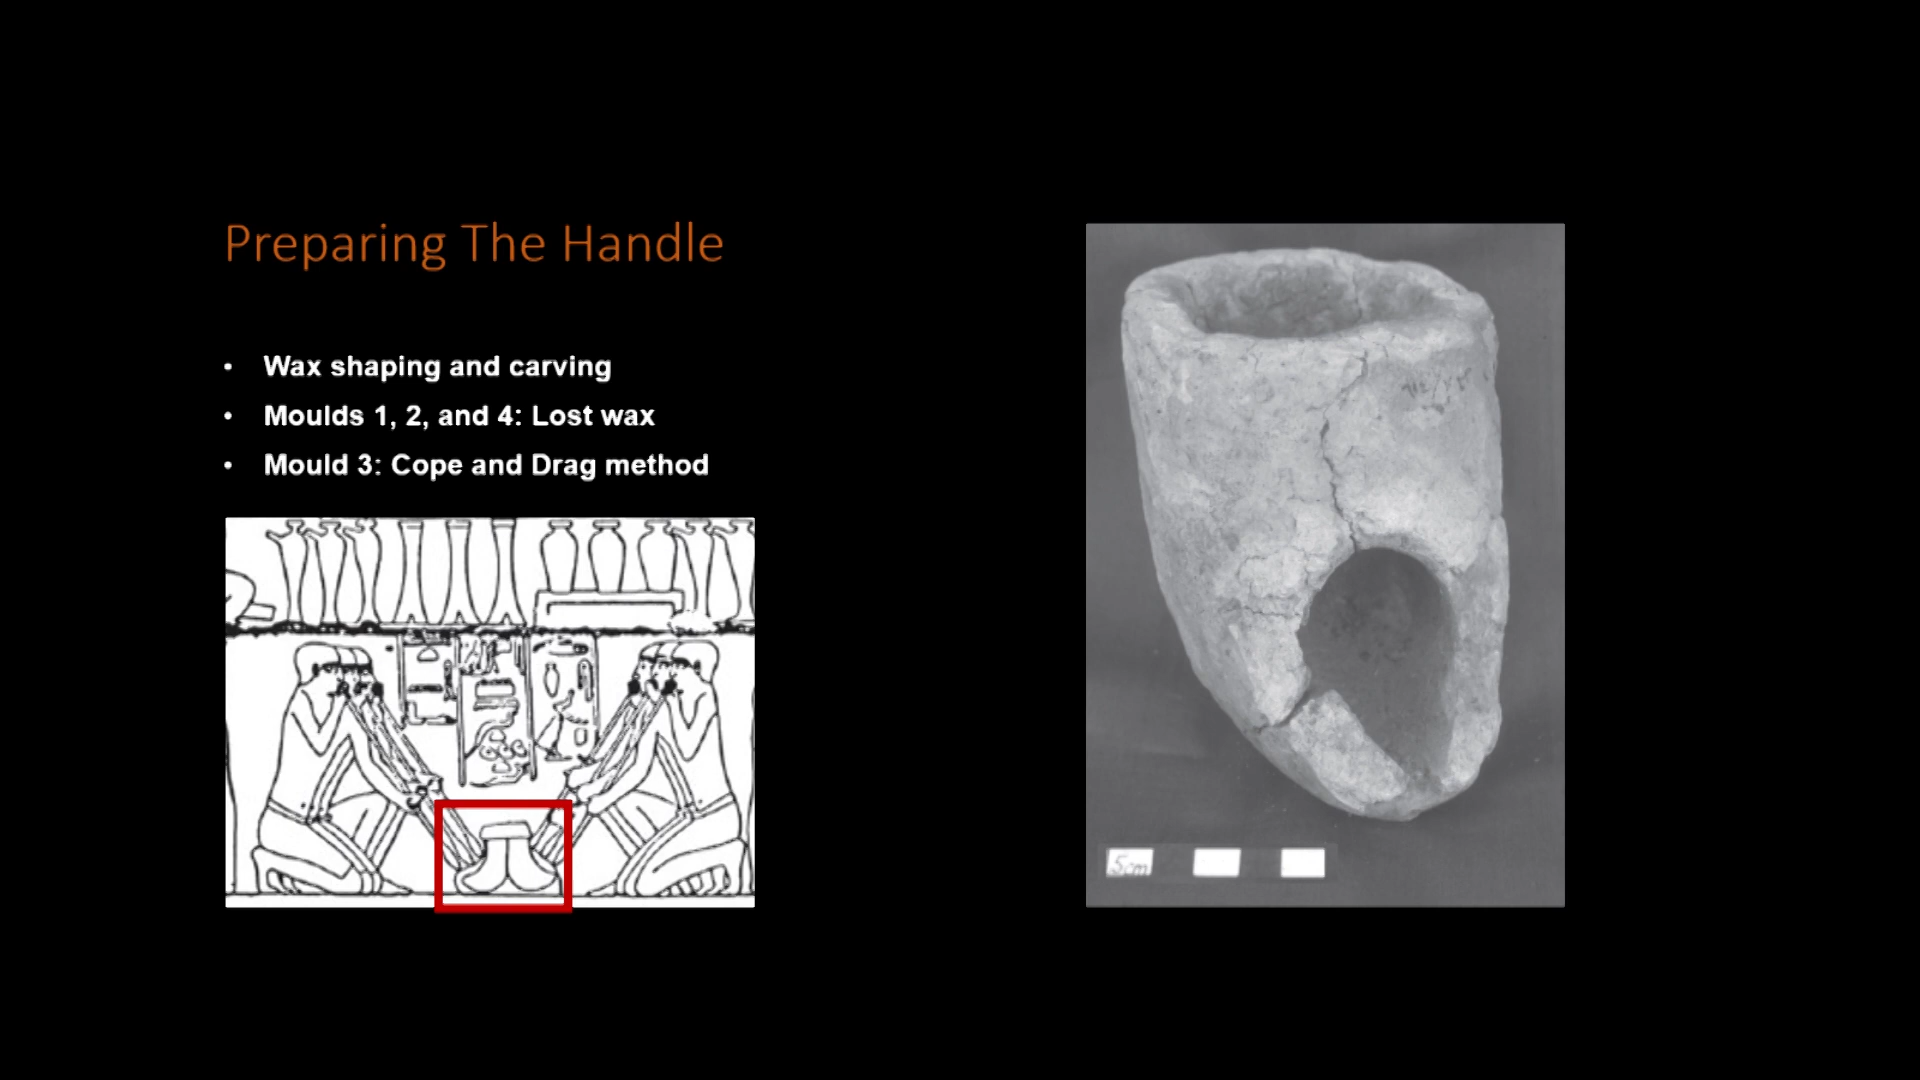 Preparing The Handle
• Wax shaping and carving
• Moulds 1, 2, and 4: Lost wax
• Mould 3: Cope and Drag method
5cm